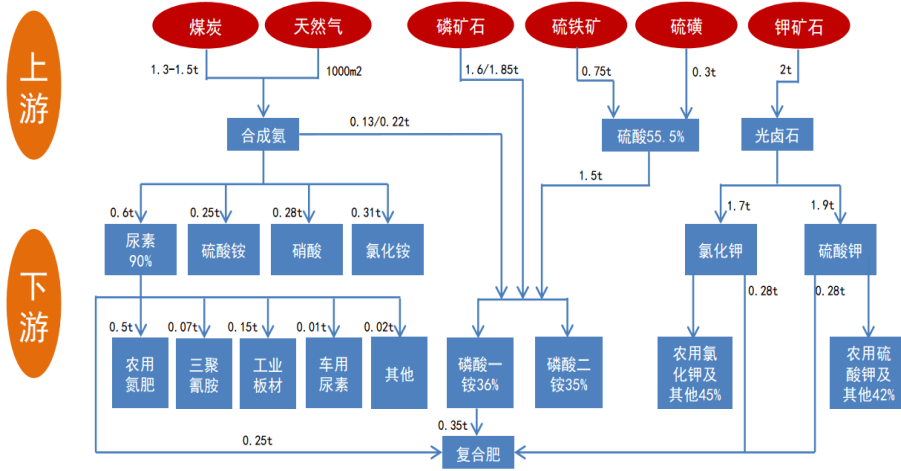 上游
煤炭
天然气
磷矿石
硫铁矿
硫磺
钾矿石
1.3-1.5t
1000m2
1.6/1.85t
0.75t
0.3t
2t
合成氨
0.13/0.22t
硫酸55.5%
光卤石
1.5t
0.6t
0.25t
0.28t
0.31t
1.7t
1.9t
下游
尿素
90%
硫酸铵
硝酸
氯化铵
氯化钾
硫酸钾
0.28t
0.28t
0.5t
0.07t
0.15t
0.01t
0.02t
农用
氮肥
三聚
氰胺
工业
板材
车用
尿素
其他
磷酸一
铵36%
磷酸二
铵35%
农用氯
化钾及
其他45%
农用硫
酸钾及
其他42%
0.25t
0.35t
复合肥